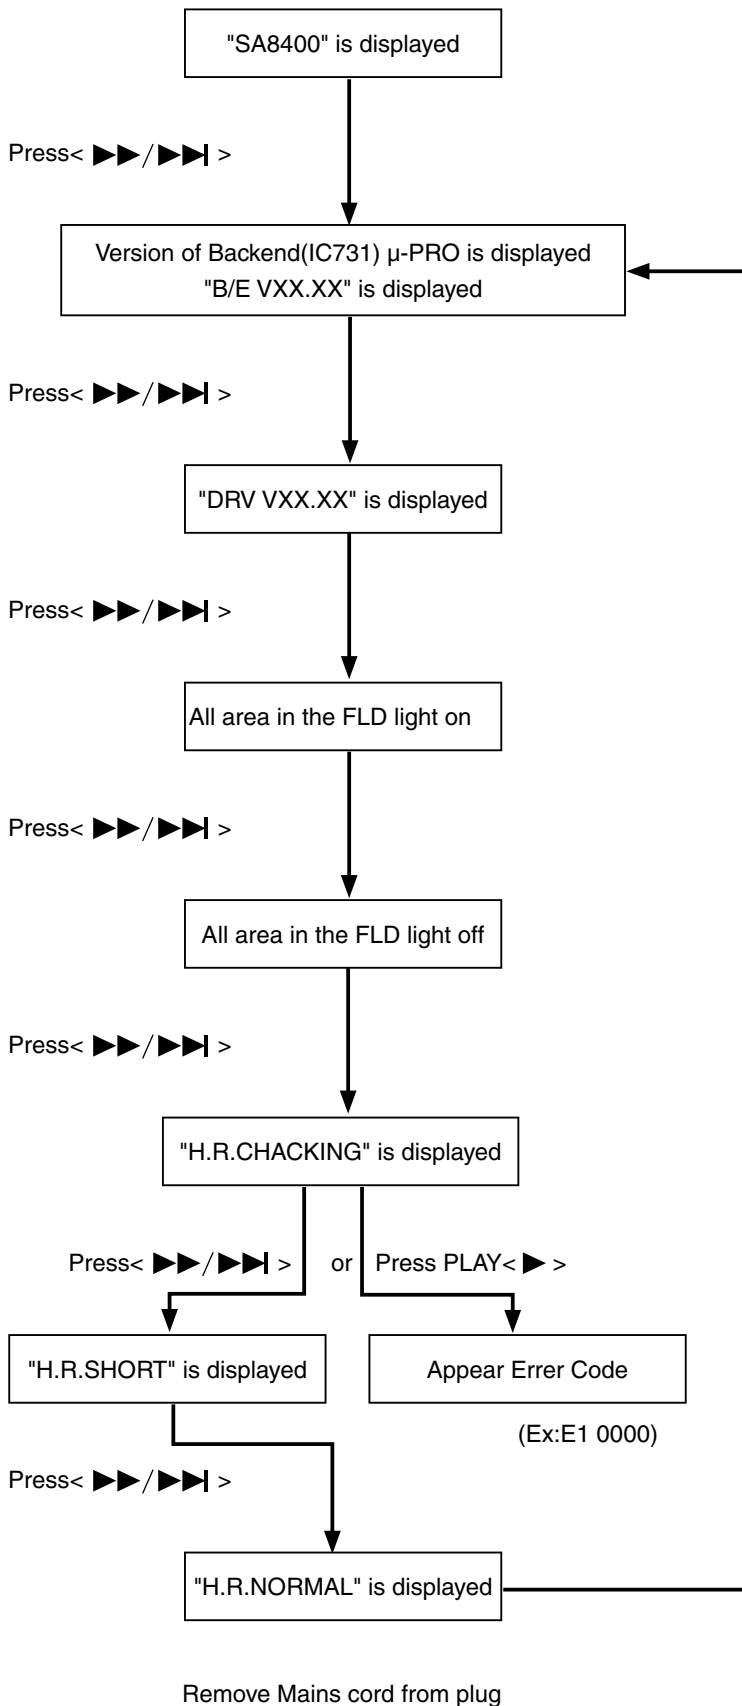 "SA8400" is displayed
Press< ▶▶/▶▶| >
Version of Backend(IC731) µ-PRO is displayed
"B/E VXX.XX" is displayed
Press< ▶▶/▶▶| >
"DRV VXX.XX" is displayed
Press< ▶▶/▶▶| >
All area in the FLD light on
Press< ▶▶/▶▶| >
All area in the FLD light off
Press< ▶▶/▶▶| >
"H.R.CHACKING" is displayed
Press< ▶▶/▶▶| > or Press PLAY< ▶ >
"H.R.SHORT" is displayed
Appear Errer Code
(Ex:E1 0000)
Press< ▶▶/▶▶| >
"H.R.NORMAL" is displayed
Remove Mains cord from plug